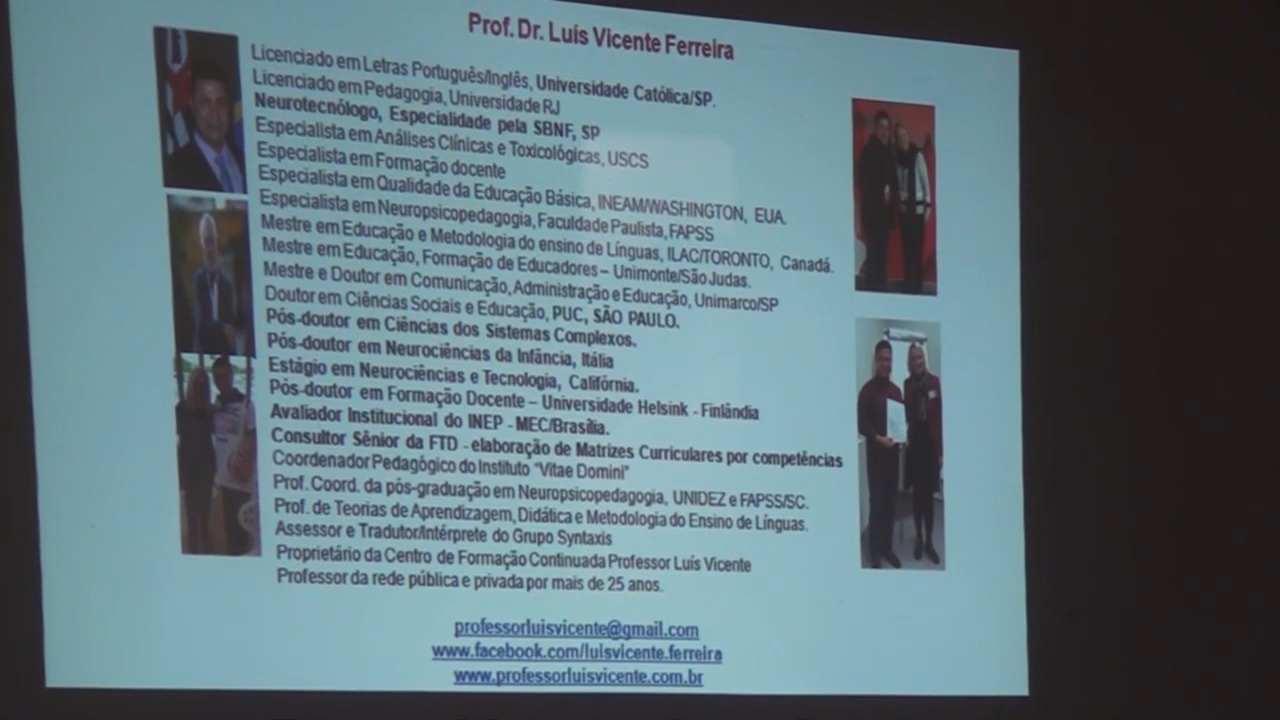 Prof. Dr. Luís Vicente Ferreira
Licenciado em Letras Português/Inglês, Universidade Católica/SP.
Licenciado em Pedagogia, Universidade RJ
Neurotecnólogo, Especialidade pela SBNF, SP
Especialista em Análises Clínicas e Toxicológicas, USCS
Especialista em Formação docente
Especialista em Qualidade da Educação Básica, INEAM/WASHINGTON, EUA.
Especialista em Neuropsicopedagogia, Faculdade Paulista, FAPSS
Mestre em Educação e Metodologia do ensino de Línguas, ILAC/TORONTO, Canadá.
Mestre em Educação, Formação de Educadores – Unimonte/São Judas.
Mestre e Doutor em Comunicação, Administração e Educação, Unimarco/SP
Doutor em Ciências Sociais e Educação, PUC, SÃO PAULO.
Pós-doutor em Ciências dos Sistemas Complexos.
Pós-doutor em Neurociências da Infância, Itália
Estágio em Neurociências e Tecnologia, Califórnia.
Pós-doutor em Formação Docente – Universidade Helsink - Finlândia
Avaliador Institucional do INEP - MEC/Brasília.
Consultor Sênior da FTD - elaboração de Matrizes Curriculares por competências
Coordenador Pedagógico do Instituto "Vitae Domini"
Prof. Coord. da pós-graduação em Neuropsicopedagogia, UNIDEZ e FAPSS/SC.
Prof. de Teorias de Aprendizagem, Didática e Metodologia do Ensino de Línguas.
Assessor e Tradutor/Intérprete do Grupo Syntaxis
Proprietário da Centro de Formação Continuada Professor Luís Vicente
Professor da rede pública e privada por mais de 25 anos.
professorluisvicente@gmail.com
www.facebook.com/luisvicente.ferreira
www.professorluisvicente.com.br